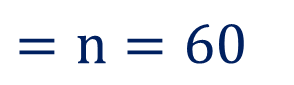 = n = 60